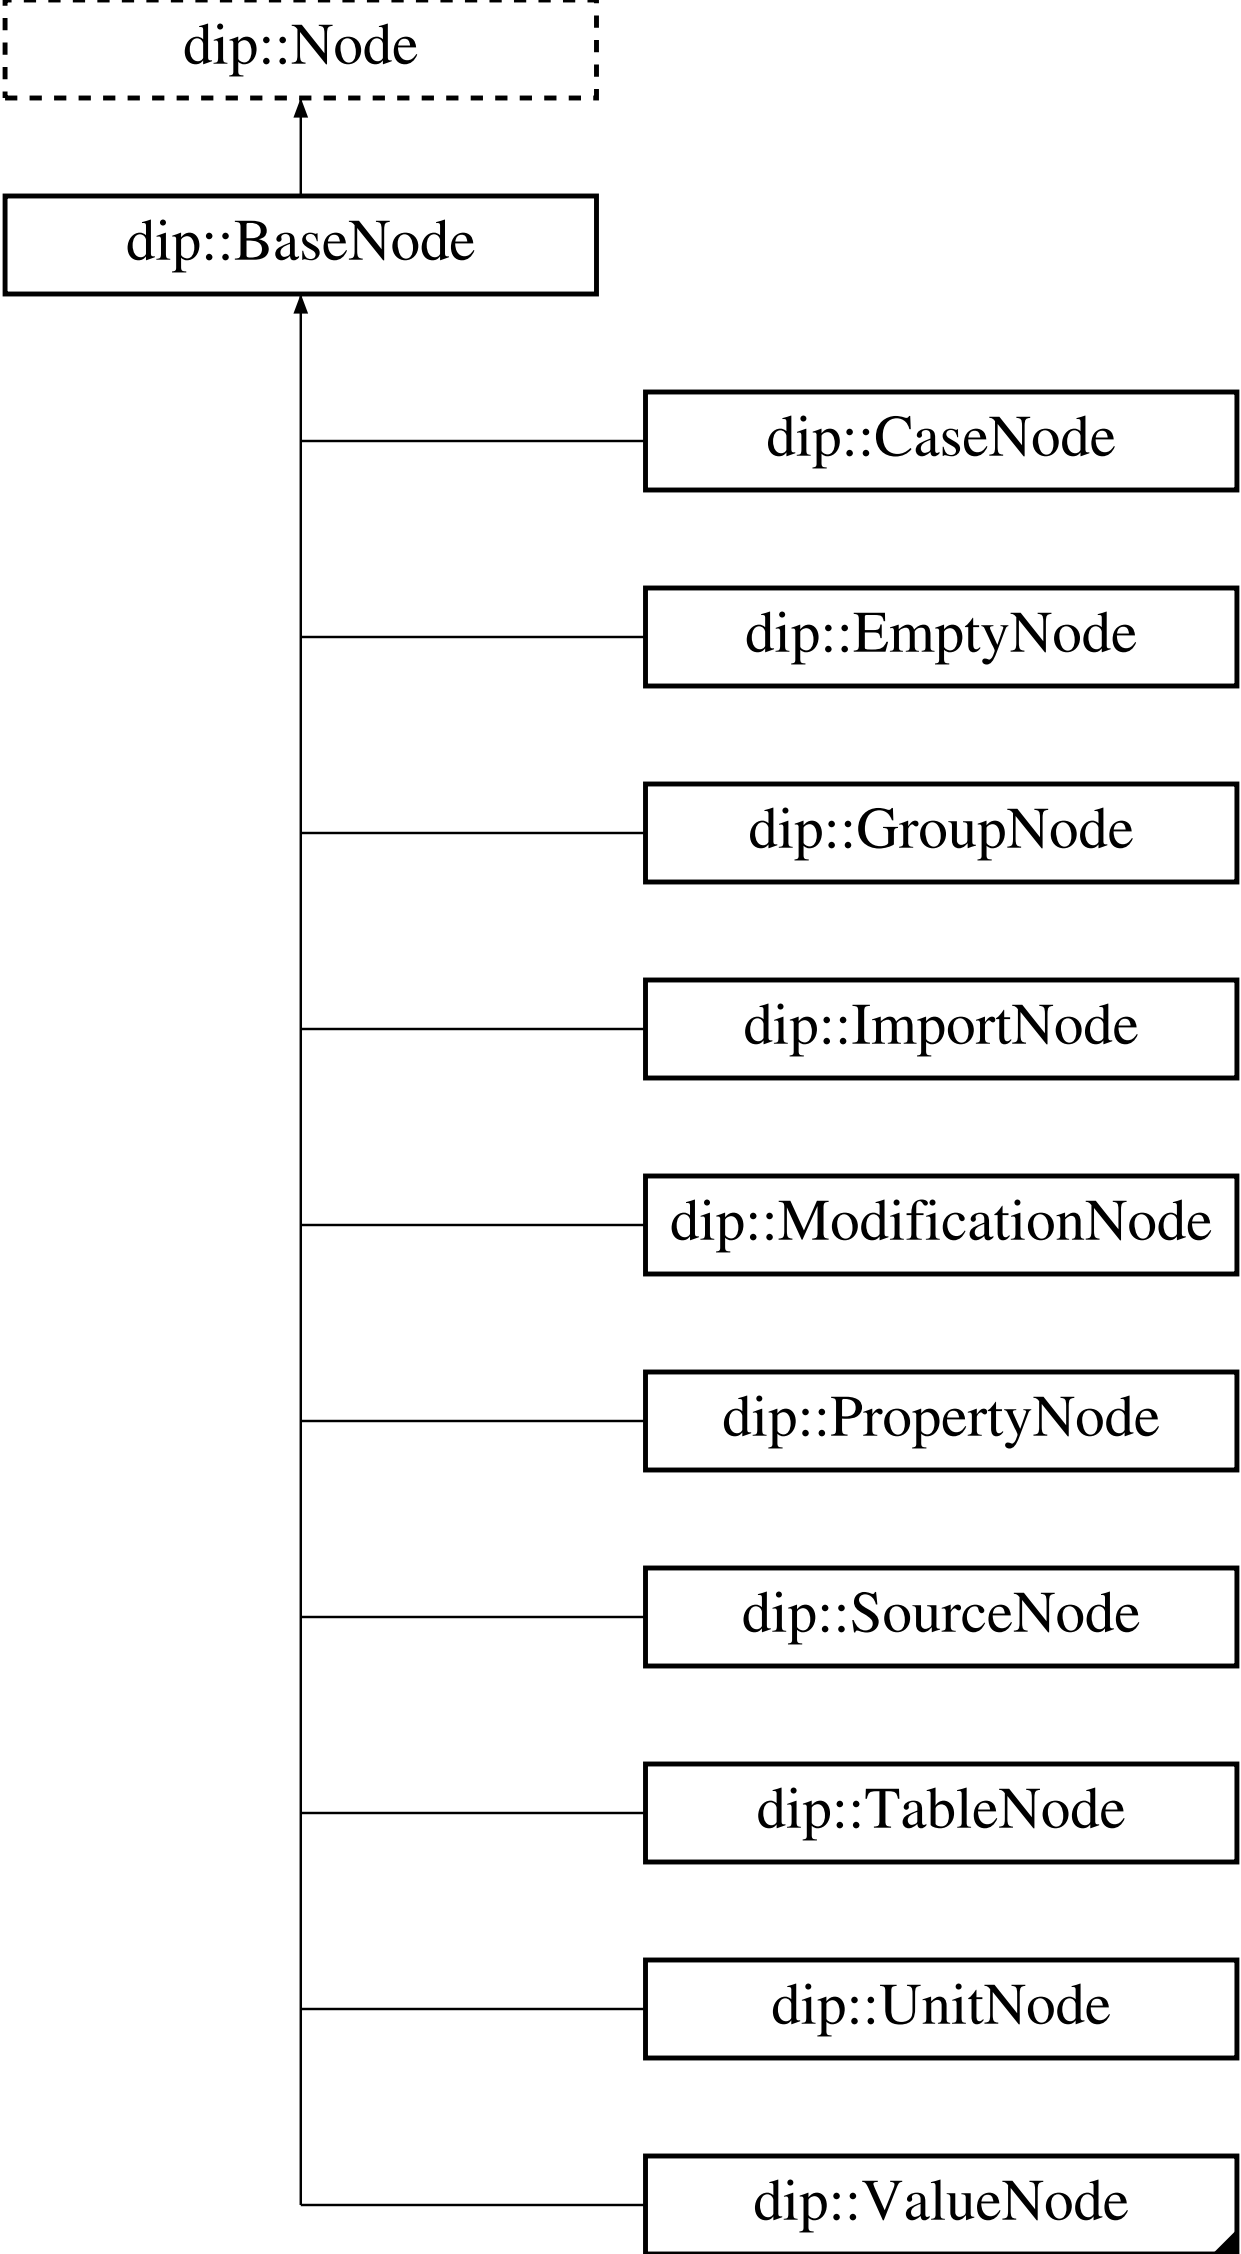 dip::Node
dip::BaseNode
dip::CaseNode
dip::EmptyNode
dip::GroupNode
dip::ImportNode
dip::ModificationNode
dip::PropertyNode
dip::SourceNode
dip::TableNode
dip::UnitNode
dip::ValueNode